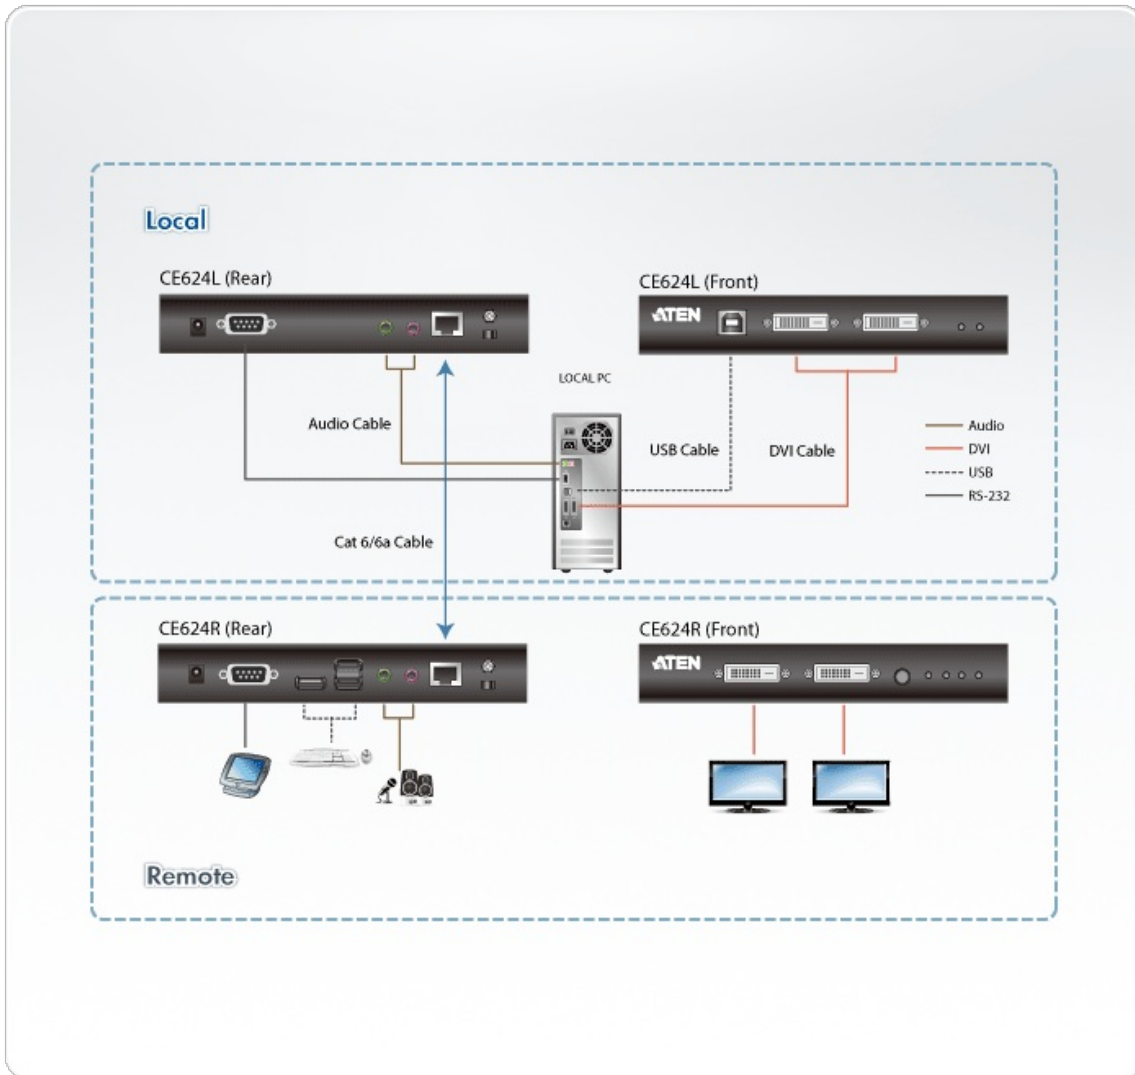 Local
CE624L (Rear)
CE624L (Front)
ATEN
LOCAL PC
Audio Cable
USB Cable
DVI Cable
Audio
DVI
USB
RS-232
Cat 6/6a Cable
CE624R (Rear)
CE624R (Front)
ATEN
Remote